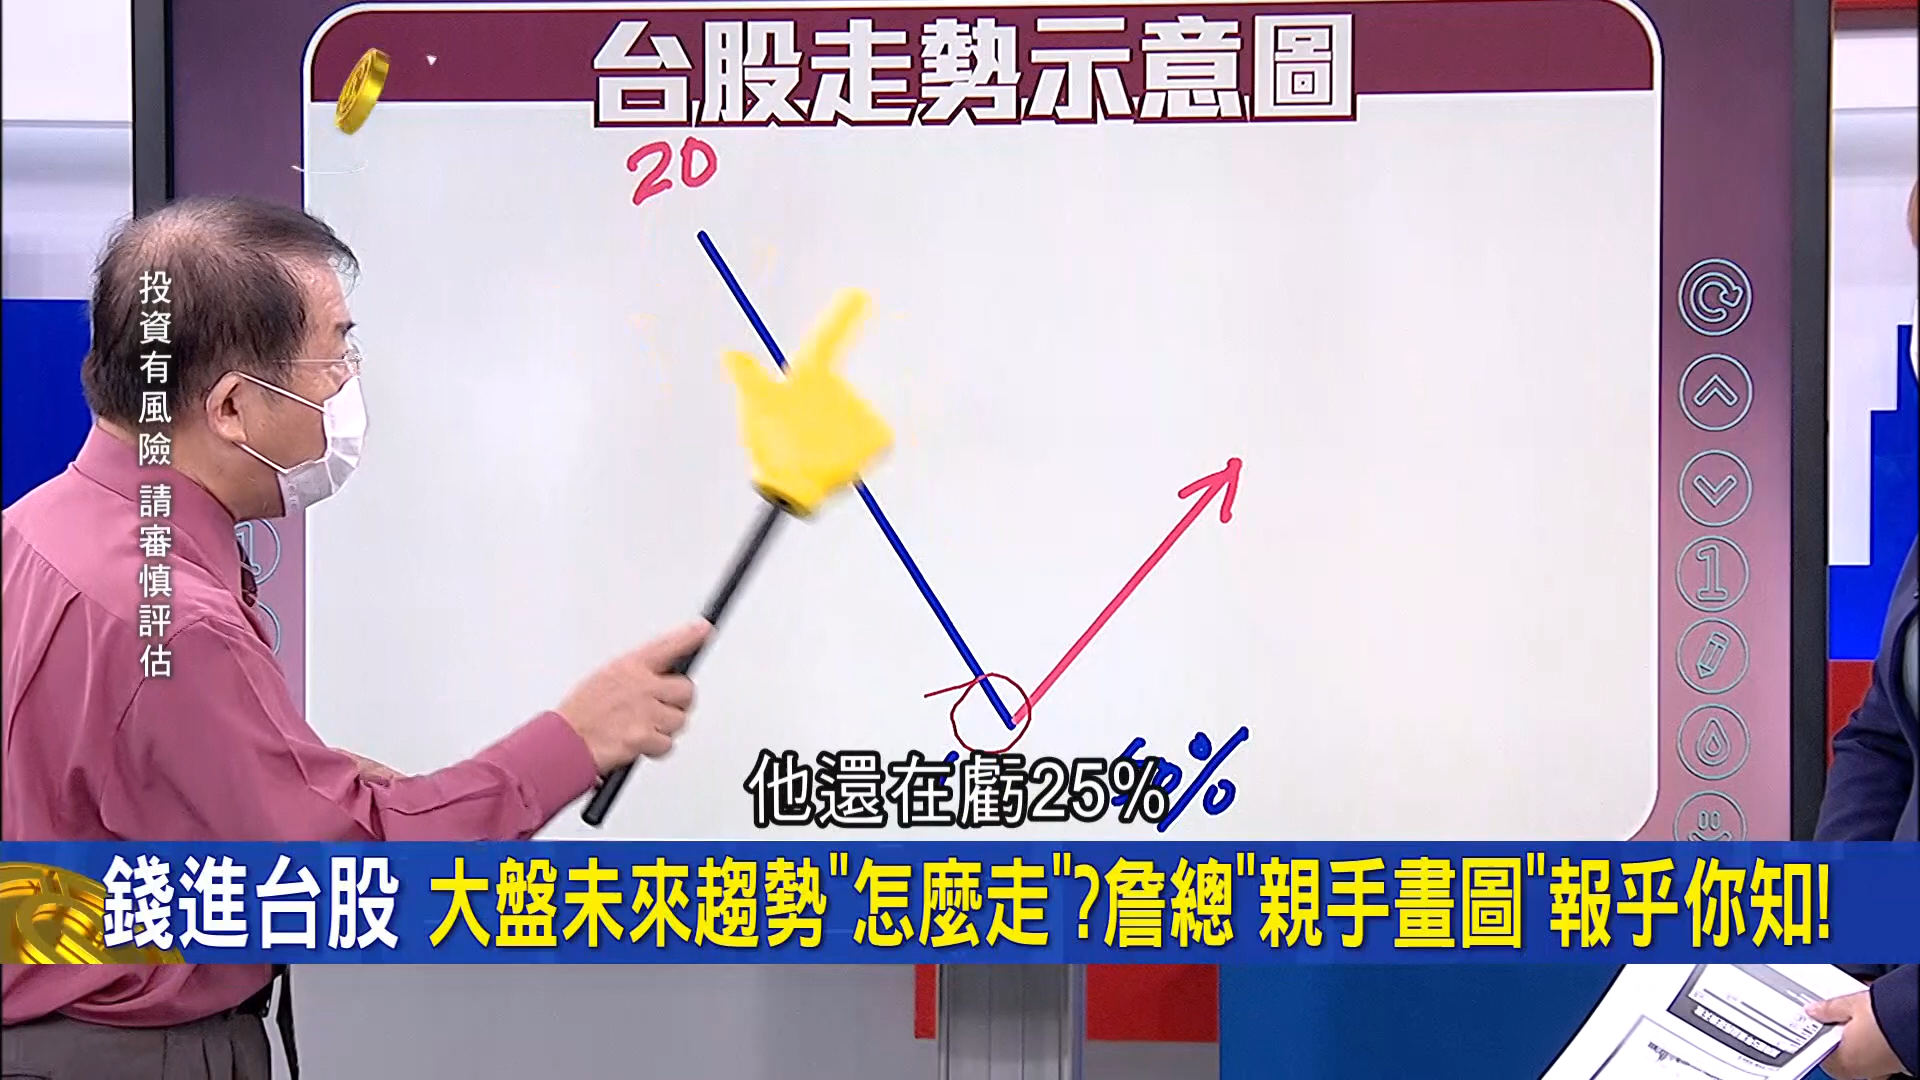 台股走勢示意圖
20
投資有風險 請審慎評估
1
%
他還在虧25%
錢進台股 大盤未來趨勢"怎麼走"?詹總"親手畫圖"報乎你知!